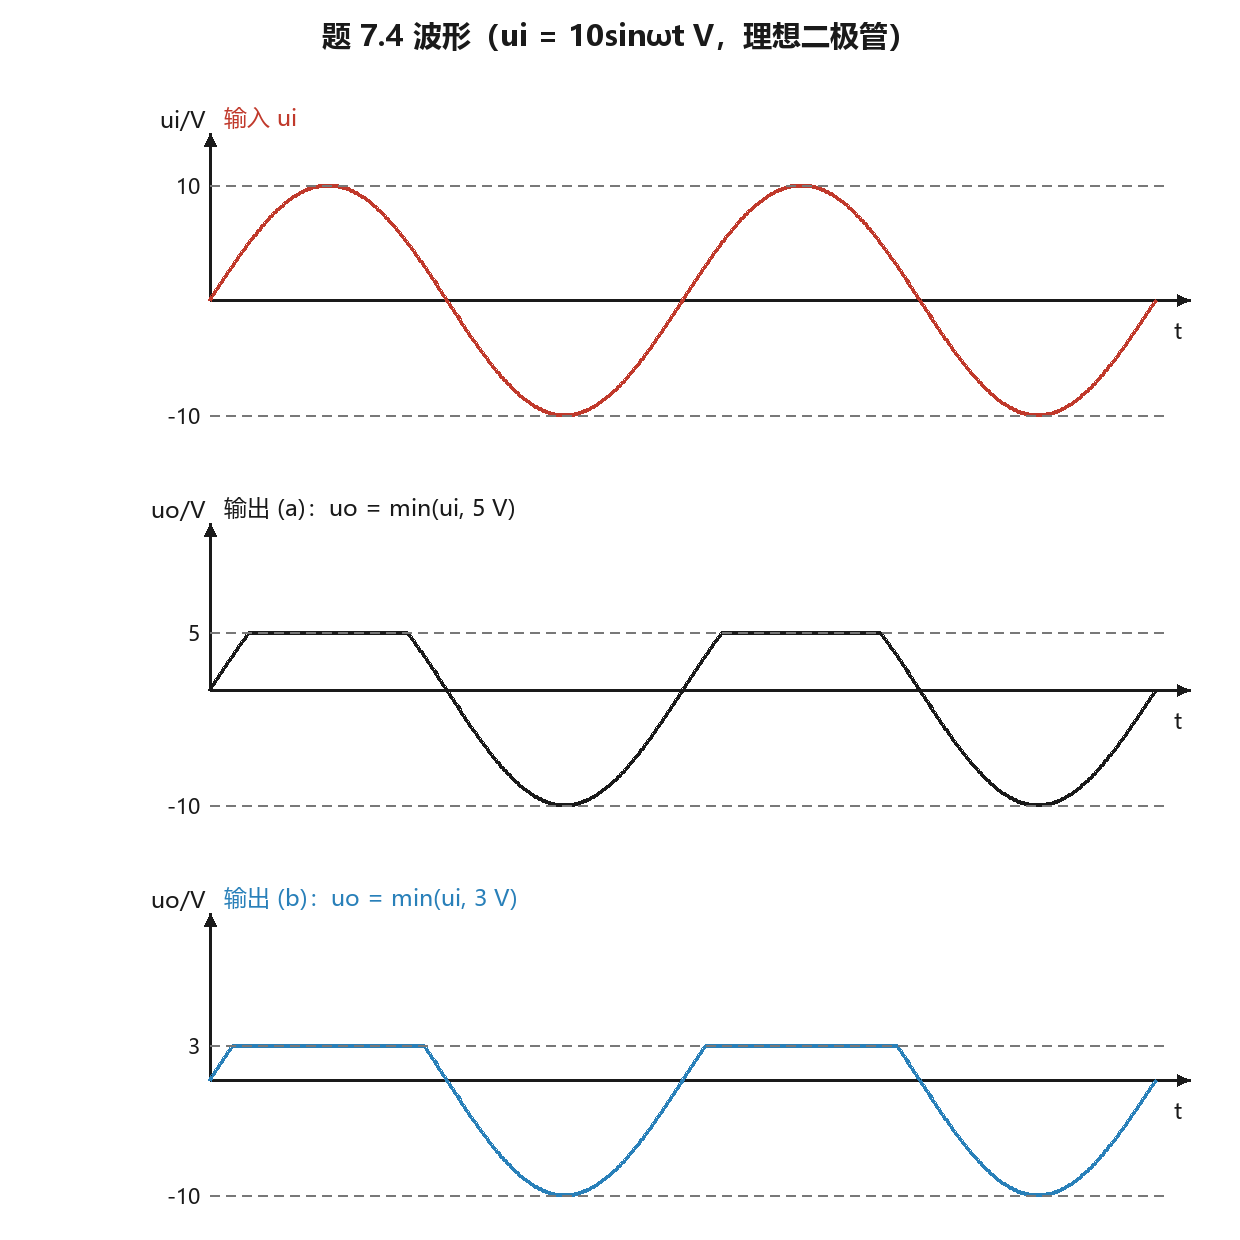 题 7.4 波形（ui = 10sinωt V，理想二极管）
ui/V 输入 ui
10
t
-10
uo/V 输出 (a)：uo = min(ui, 5 V)
5
t
-10
uo/V 输出 (b)：uo = min(ui, 3 V)
3
t
-10